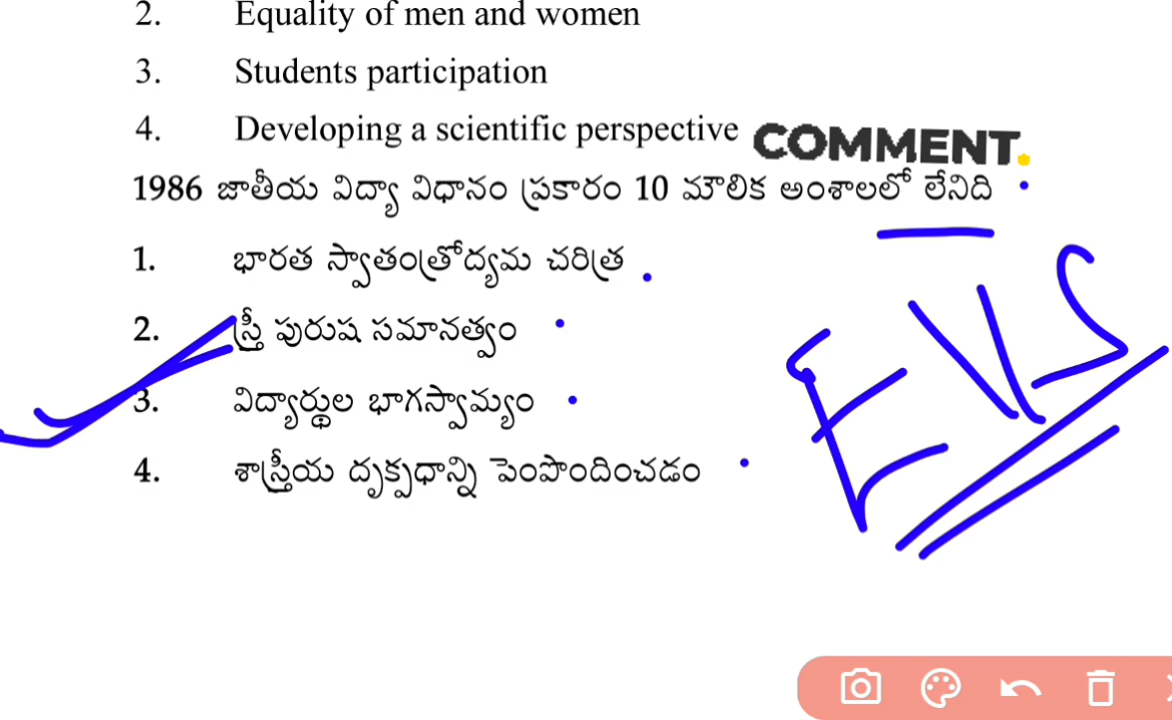 2. Equality of men and women
3. Students participation
4. Developing a scientific perspective COMMENT.
1986 జాతీయ విద్యా విధానం ప్రకారం 10 మౌలిక అంశాలలో లేనిది
1. భారత స్వాతంత్రోద్యమ చరిత్ర
2. స్త్రీ పురుష సమానత్వం
3. విద్యార్థుల భాగస్వామ్యం
4. శాస్త్రీయ దృక్పధాన్ని పెంపొందించడం
EVS